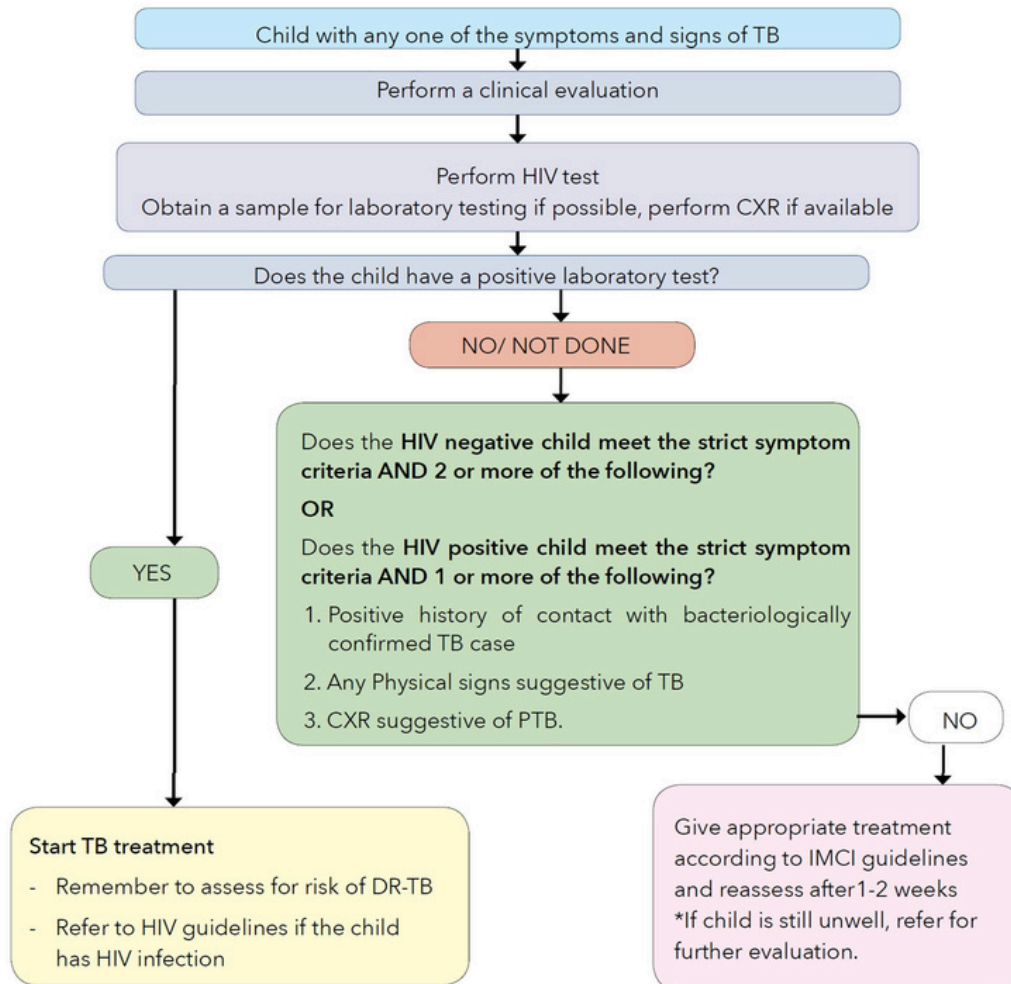 Child with any one of the symptoms and signs of TB
Perform a clinical evaluation
Perform HIV test
Obtain a sample for laboratory testing if possible, perform CXR if available
Does the child have a positive laboratory test?
NO/ NOT DONE
Does the HIV negative child meet the strict symptom
criteria AND 2 or more of the following?
OR
Does the HIV positive child meet the strict symptom
criteria AND 1 or more of the following?
1. Positive history of contact with bacteriologically
confirmed TB case
2. Any Physical signs suggestive of TB
3. CXR suggestive of PTB.
YES
NO
Start TB treatment
- Remember to assess for risk of DR-TB
- Refer to HIV guidelines if the child
has HIV infection
Give appropriate treatment
according to IMCI guidelines
and reassess after1-2 weeks
*If child is still unwell, refer for
further evaluation.